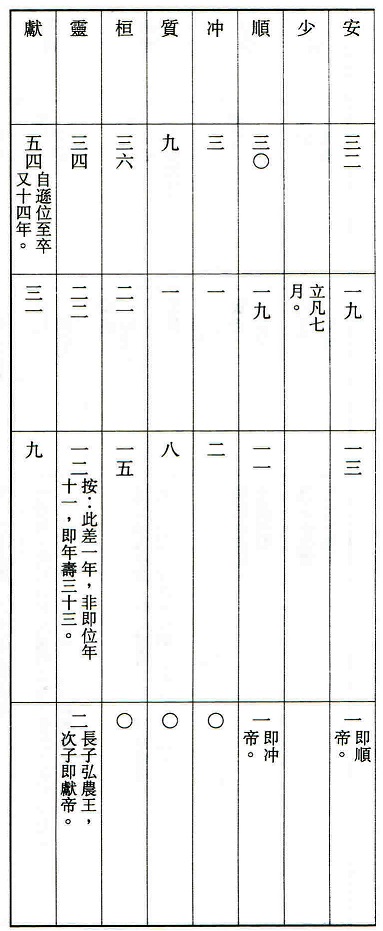 安
三二
一九
一三
一即順
帝。
少
立凡七
月。
順
三〇
一九
一一
一即冲
帝。
冲
三
一
二
〇
質
九
一
八
〇
桓
三六
二一
一五
〇
靈
三四
二二
一二按：此差一年，非即位年
十一，即年壽三十三。
二長子弘農王，
次子即獻帝。
獻
五四自遜位至卒
又十四年。
三一
九